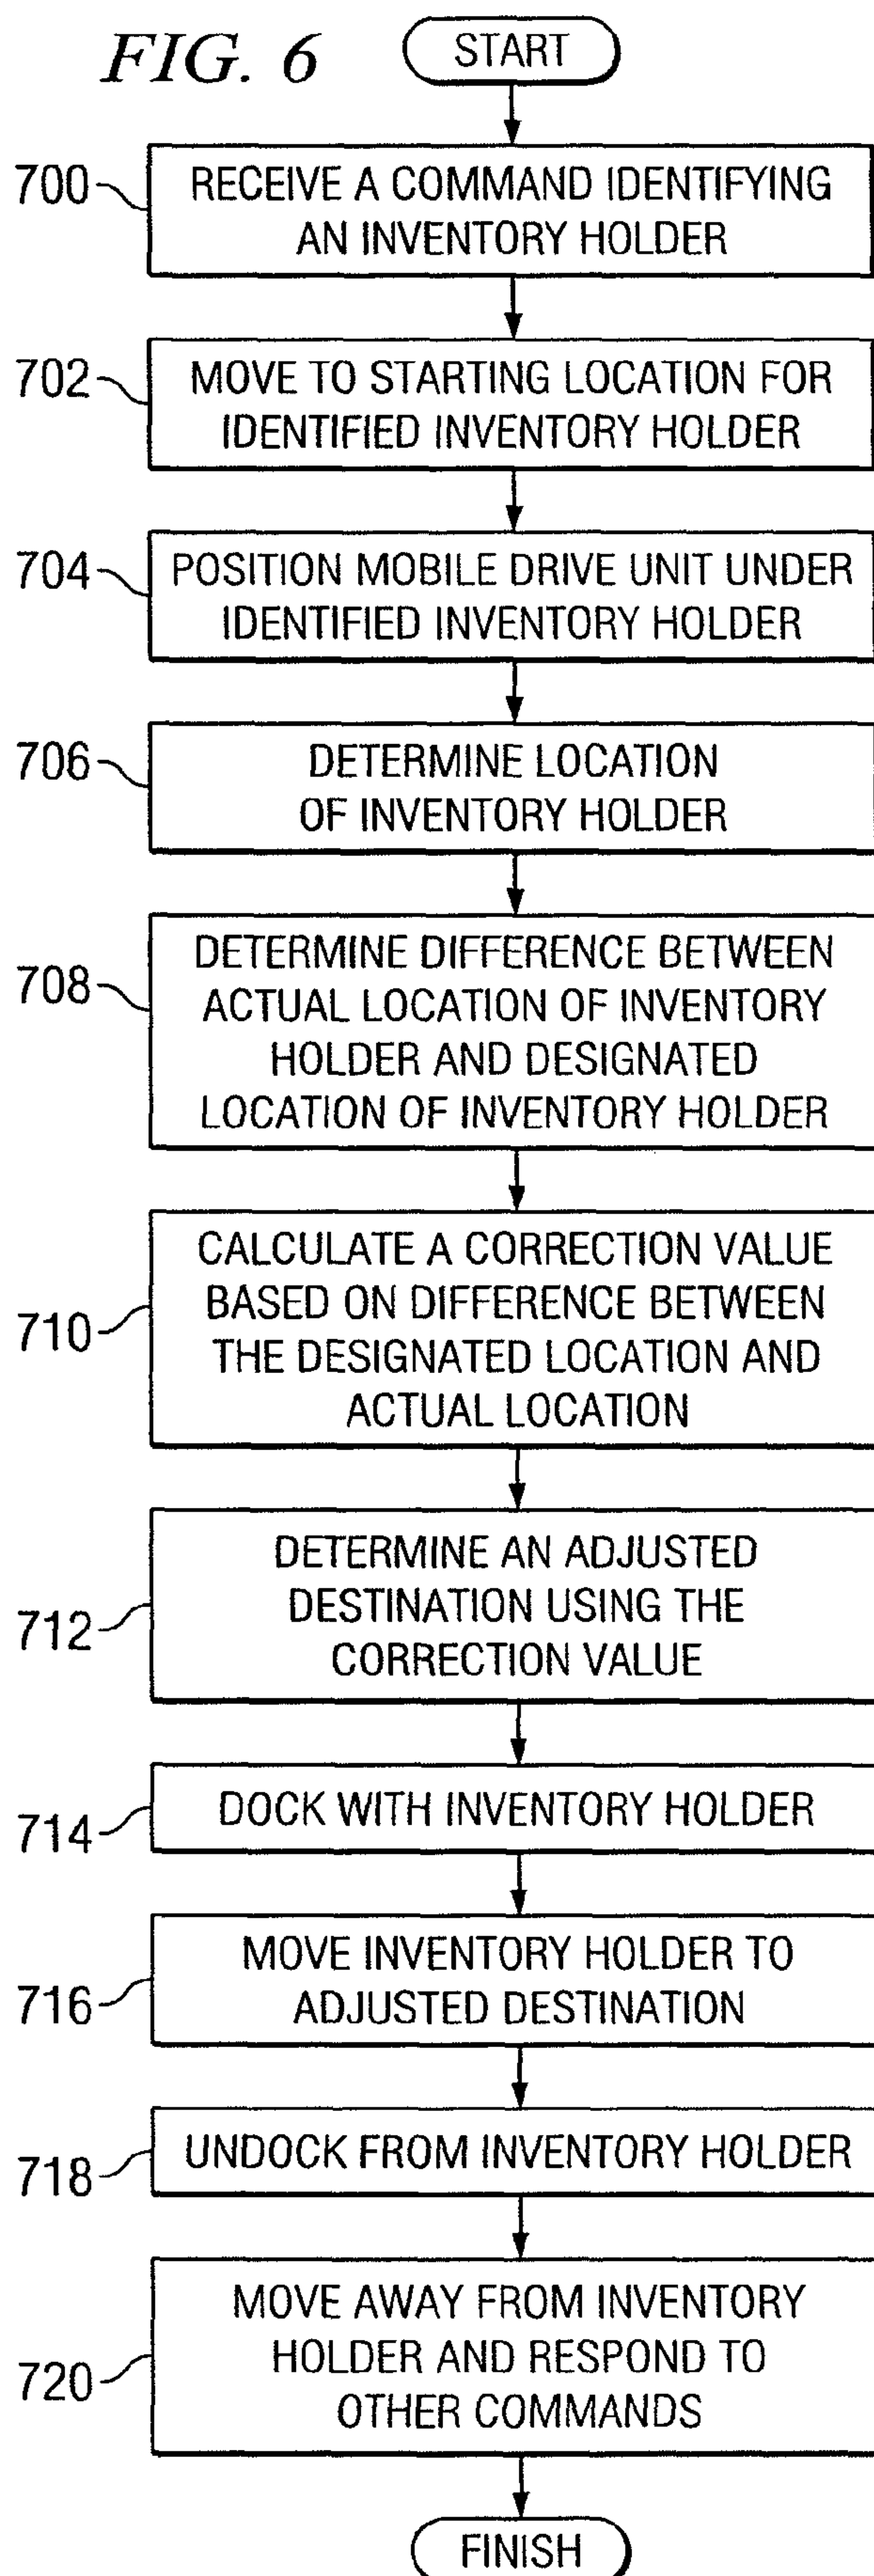 FIG. 6
START
700
RECEIVE A COMMAND IDENTIFYING
AN INVENTORY HOLDER
702
MOVE TO STARTING LOCATION FOR
IDENTIFIED INVENTORY HOLDER
704
POSITION MOBILE DRIVE UNIT UNDER
IDENTIFIED INVENTORY HOLDER
706
DETERMINE LOCATION
OF INVENTORY HOLDER
708
DETERMINE DIFFERENCE BETWEEN
ACTUAL LOCATION OF INVENTORY
HOLDER AND DESIGNATED
LOCATION OF INVENTORY HOLDER
710
CALCULATE A CORRECTION VALUE
BASED ON DIFFERENCE BETWEEN
THE DESIGNATED LOCATION AND
ACTUAL LOCATION
712
DETERMINE AN ADJUSTED
DESTINATION USING THE
CORRECTION VALUE
714
DOCK WITH INVENTORY HOLDER
716
MOVE INVENTORY HOLDER TO
ADJUSTED DESTINATION
718
UNDOCK FROM INVENTORY HOLDER
720
MOVE AWAY FROM INVENTORY
HOLDER AND RESPOND TO
OTHER COMMANDS
FINISH